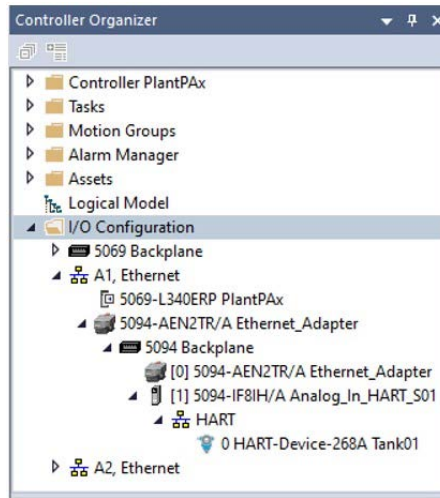 Controller Organizer
Controller PlantPAx
Tasks
Motion Groups
Alarm Manager
Assets
Logical Model
I/O Configuration
5069 Backplane
A1, Ethernet
5069-L340ERP PlantPAx
5094-AEN2TR/A Ethernet_Adapter
5094 Backplane
[0] 5094-AEN2TR/A Ethernet_Adapter
[1] 5094-IF8IH/A Analog_In_HART_S01
HART
0 HART-Device-268A Tank01
A2, Ethernet